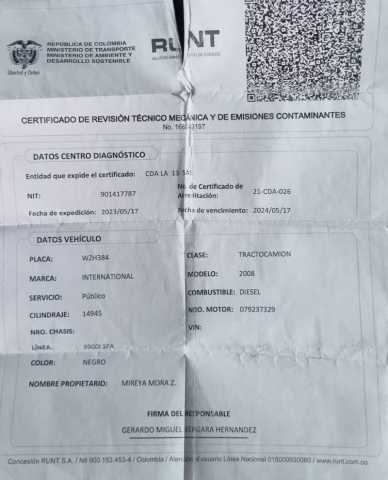 REPÚBLICA DE COLOMBIA
MINISTERIO DE TRANSPORTE
MINISTERIO DE AMBIENTE Y
DESARROLLO SOSTENIBLE
Libertad y Orden
RUNT
CERTIFICADO DE REVISIÓN TÉCNICO MECÁNICA Y DE EMISIONES CONTAMINANTES
No.
DATOS CENTRO DIAGNÓSTICO
Entidad que expide el certificado: CDA LA 13 SAS
NIT: 901417787
No. de Certificado de Acreditación: 21-CDA-026
Fecha de expedición: 2023/05/17
Fecha de vencimiento: 2024/05/17
DATOS VEHÍCULO
PLACA: WZH384
CLASE: TRACTOCAMION
MARCA: INTERNATIONAL
MODELO: 2008
SERVICIO: Público
COMBUSTIBLE: DIESEL
CILINDRAJE: 14945
NRO. MOTOR: 079237329
NRO. CHASIS:
VIN:
LÍNEA:
COLOR: NEGRO
NOMBRE PROPIETARIO: MIREYA MORA Z.
FIRMA DEL RESPONSABLE
GERARDO MIGUEL VERGARA HERNANDEZ
Concesión RUNT S.A. / Nit 900.153.453-4 / Colombia / Atención al usuario Línea Nacional 018000930060 / www.runt.com.co